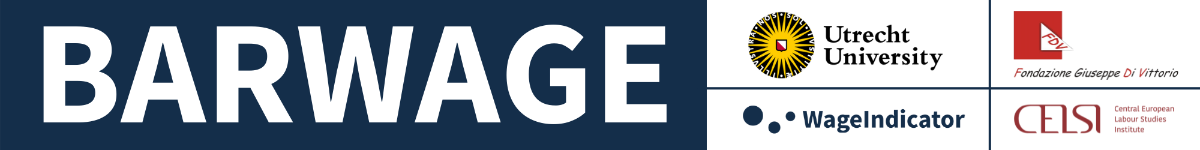 BARWAGE
Utrecht
University
FDV
Fondazione Giuseppe Di Vittorio
WageIndicator
CELSI
Central European
Labour Studies
Institute